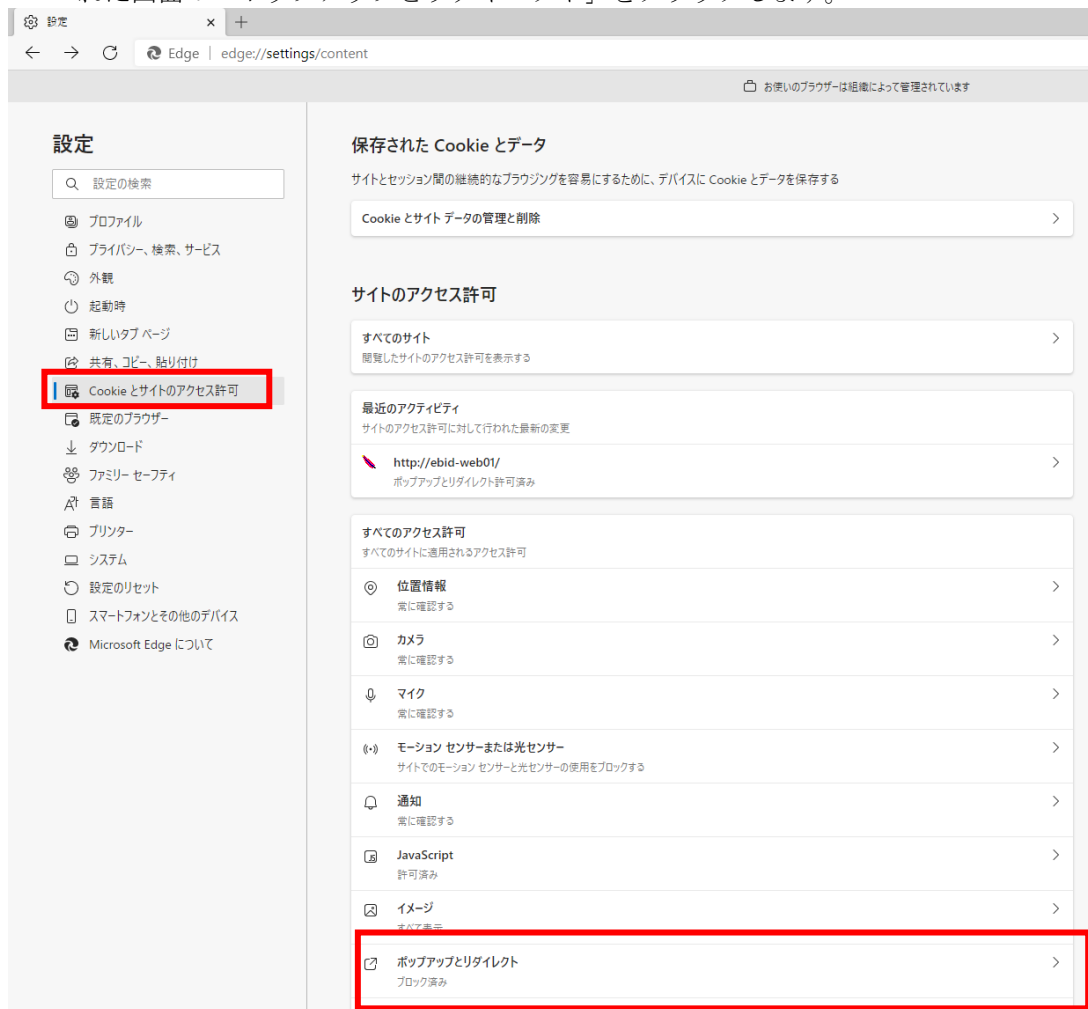 設定
Edge | edge://settings/content
お使いのブラウザーは組織によって管理されています
設定
設定の検索
プロファイル
プライバシー、検索、サービス
外観
起動時
新しいタブ ページ
共有、コピー、貼り付け
Cookie とサイトのアクセス許可
既定のブラウザー
ダウンロード
ファミリー セーフティ
言語
プリンター
システム
設定のリセット
スマートフォンとその他のデバイス
Microsoft Edge について
保存された Cookie とデータ
サイトとセッション間の継続的なブラウジングを容易にするために、デバイスに Cookie とデータを保存する
Cookie とサイト データの管理と削除
サイトのアクセス許可
すべてのサイト
閲覧したサイトのアクセス許可を表示する
最近のアクティビティ
サイトのアクセス許可に対して行われた最新の変更
http://ebid-web01/
ポップアップとリダイレクト許可済み
すべてのアクセス許可
すべてのサイトに適用されるアクセス許可
位置情報
常に確認する
カメラ
常に確認する
マイク
常に確認する
モーション センサーまたは光センサー
サイトでのモーション センサーと光センサーの使用をブロックする
通知
常に確認する
JavaScript
許可済み
イメージ
すべて表示
ポップアップとリダイレクト
ブロック済み